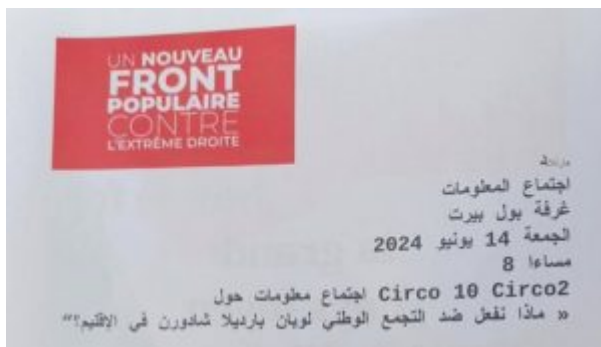 UN NOUVEAU
FRONT
POPULAIRE
CONTRE
L'EXTRÊME DROITE
اجتماع المعلومات
غرفة بول بيرت
الجمعة 14 يونيو 2024
مساءا 8
Circo 10 Circo2 اجتماع معلومات حول
« ماذا نفعل ضد التجمع الوطني لوبان بارديلا شادورن في الإقليم؟“